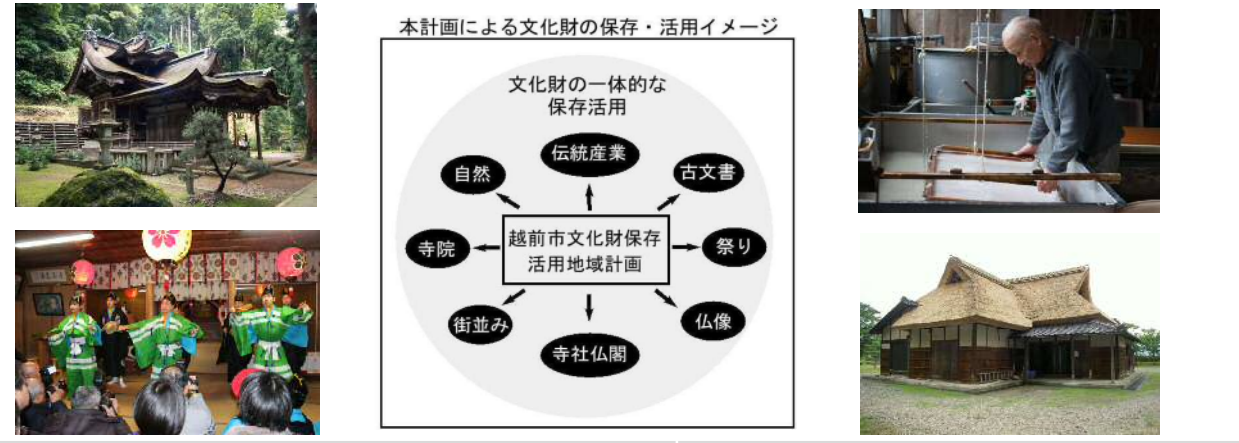 本計画による文化財の保存・活用イメージ
文化財の一体的な
保存活用
伝統産業
自然
古文書
寺院
越前市文化財保存
活用地域計画
祭り
街並み
仏像
寺社仏閣